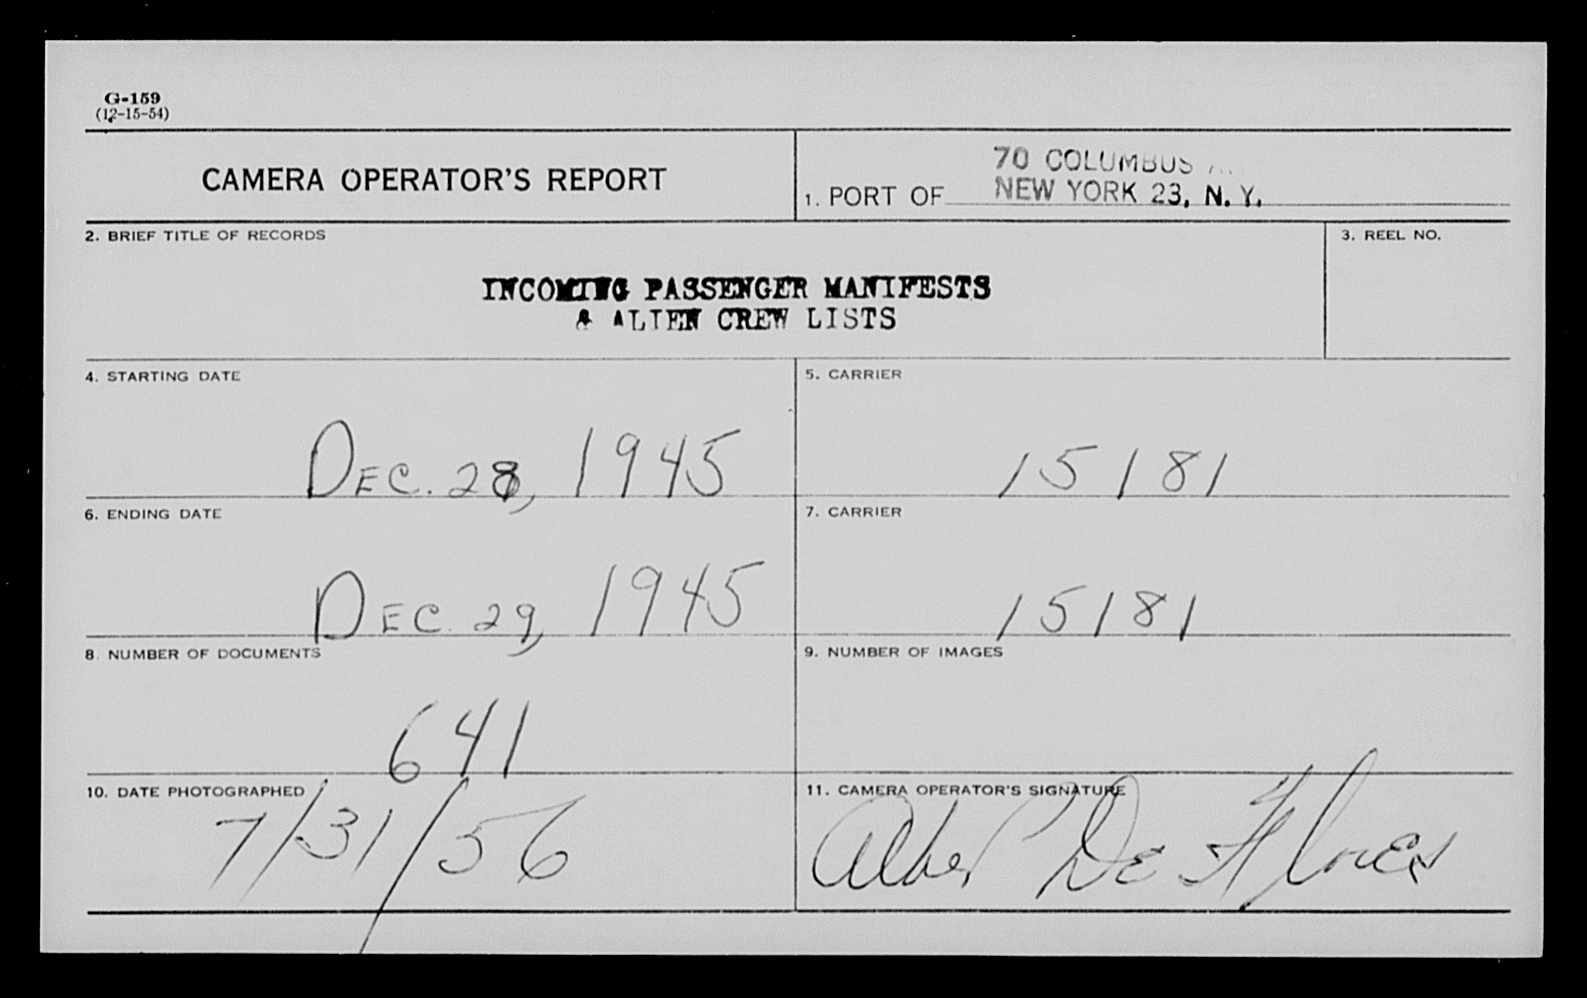 G-159
(12-15-54)
CAMERA OPERATOR'S REPORT
70 COLUMBUS
1. PORT OF NEW YORK 23, N. Y.
2. BRIEF TITLE OF RECORDS
3. REEL NO.
INCOMING PASSENGER MANIFESTS
& ALIEN CREW LISTS
4. STARTING DATE
5. CARRIER
DEC. 28, 1945
15181
6. ENDING DATE
7. CARRIER
DEC. 29, 1945
15181
8. NUMBER OF DOCUMENTS
9. NUMBER OF IMAGES
641
10. DATE PHOTOGRAPHED
11. CAMERA OPERATOR'S SIGNATURE
7/31/56
De Flores